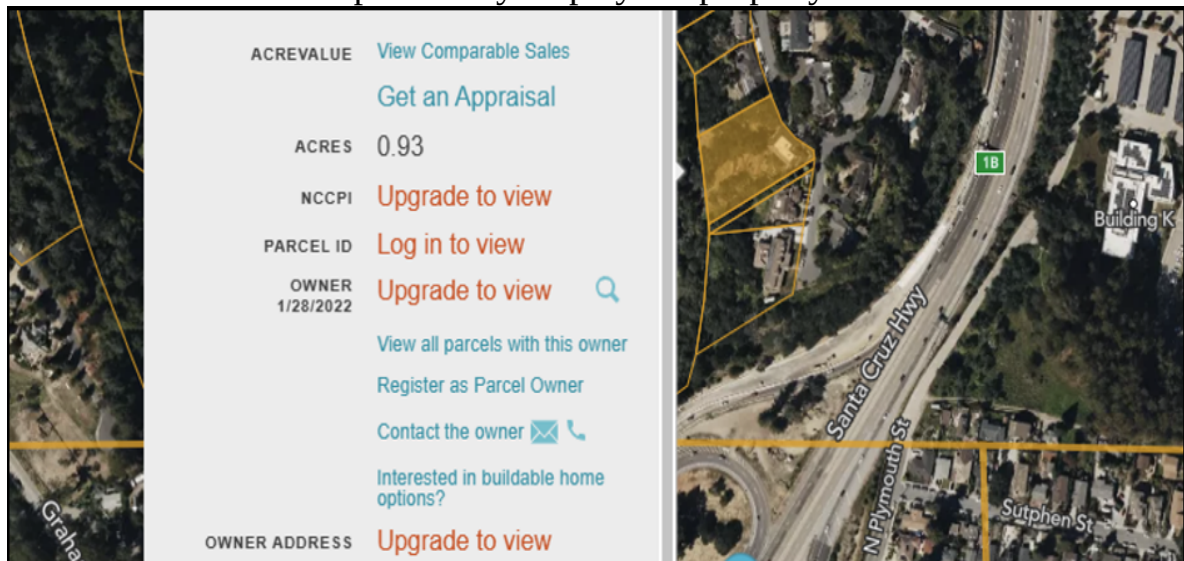 ACREVALUE View Comparable Sales
Get an Appraisal
ACRES 0.93
NCCPI Upgrade to view
PARCEL ID Log in to view
OWNER Upgrade to view
1/28/2022
View all parcels with this owner
Register as Parcel Owner
Contact the owner
Interested in buildable home
options?
OWNER ADDRESS Upgrade to view
1B
Building K
Santa Cruz Hwy
N Plymouth St
Sutphen St
Graha